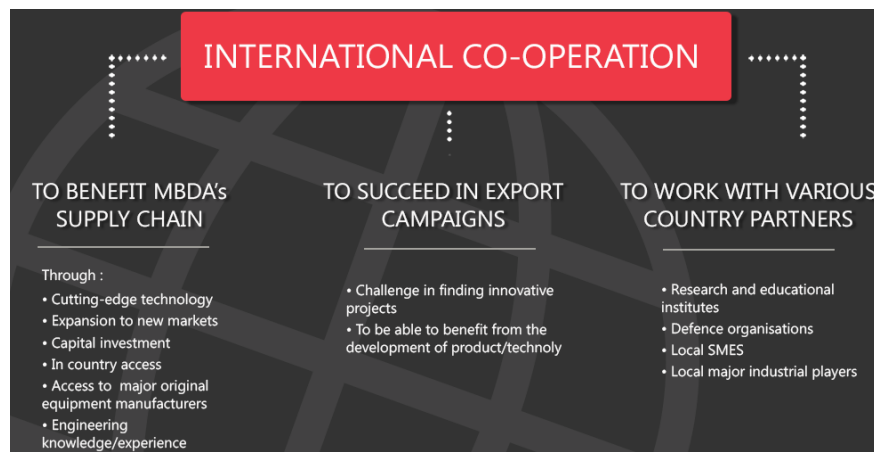 INTERNATIONAL CO-OPERATION
TO BENEFIT MBDA's
SUPPLY CHAIN
Through :
• Cutting-edge technology
• Expansion to new markets
• Capital investment
• In country access
• Access to  major original
equipment manufacturers
• Engineering
knowledge/experience
TO SUCCEED IN EXPORT
CAMPAIGNS
• Challenge in finding innovative
projects
• To be able to benefit from the
development of product/technoly
TO WORK WITH VARIOUS
COUNTRY PARTNERS
• Research and educational
institutes
• Defence organisations
• Local SMES
• Local major industrial players